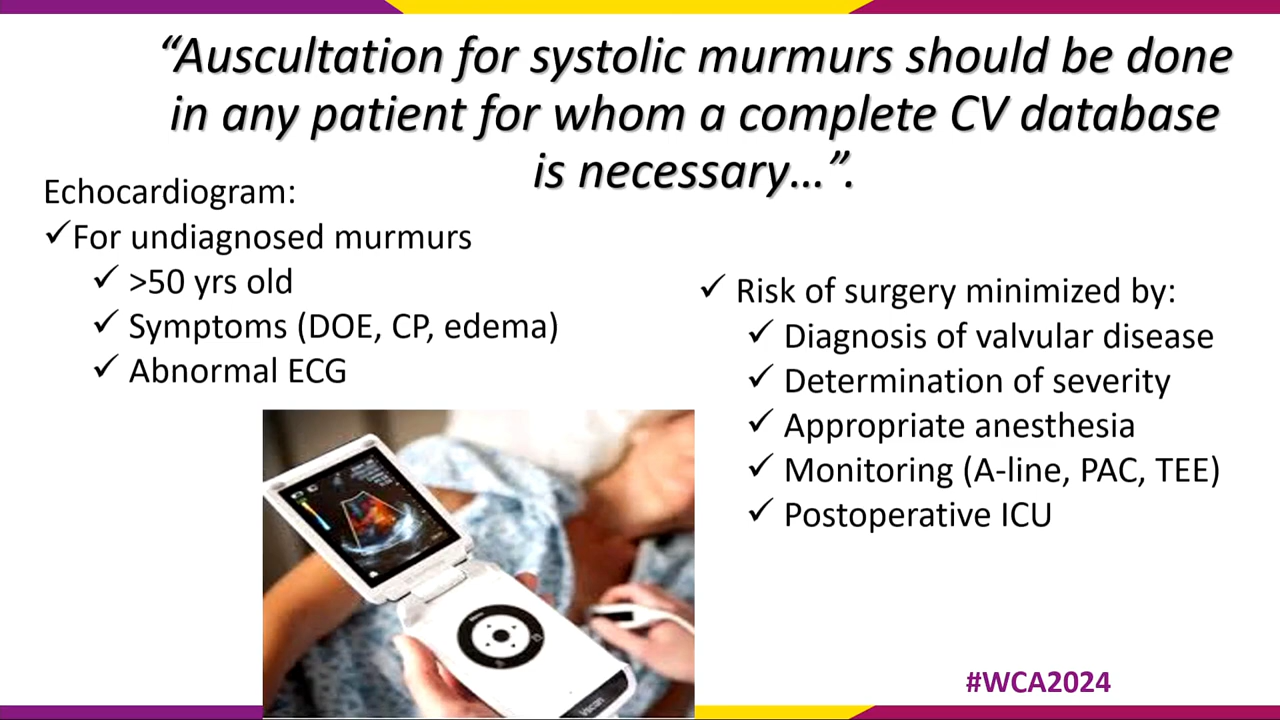 “Auscultation for systolic murmurs should be done
in any patient for whom a complete CV database
is necessary…”.
Echocardiogram:
✓For undiagnosed murmurs
✓ >50 yrs old
✓ Symptoms (DOE, CP, edema)
✓ Abnormal ECG
✓ Risk of surgery minimized by:
✓ Diagnosis of valvular disease
✓ Determination of severity
✓ Appropriate anesthesia
✓ Monitoring (A-line, PAC, TEE)
✓ Postoperative ICU
Vscan
#WCA2024